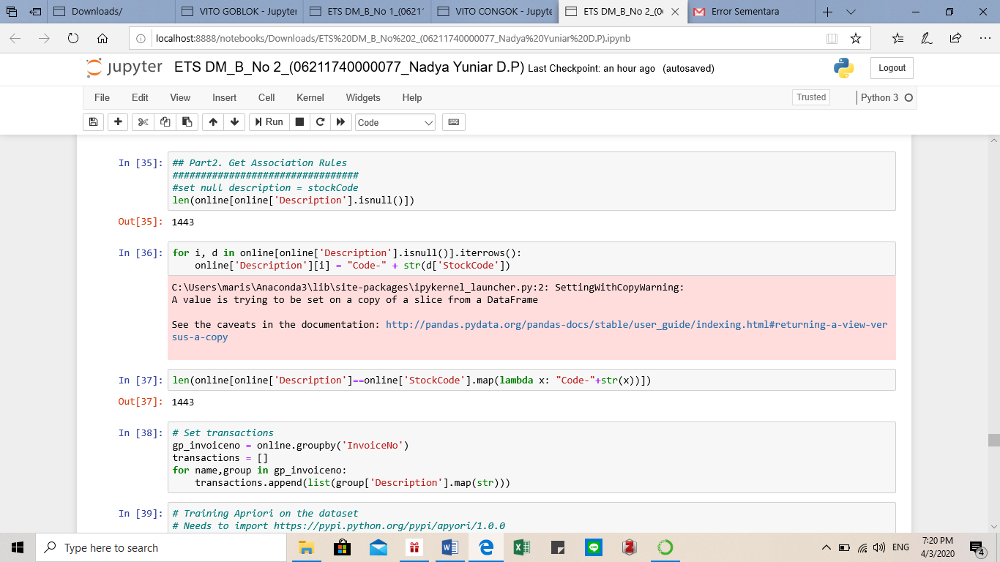 Downloads/
VITO GOBLOK - Jupyter
ETS DM_B_No 1_(0621
VITO CONGOK - Jupyte
ETS DM_B_No 2_(0
Error Sementara
localhost:8888/notebooks/Downloads/ETS%20DM_B_No%202_(06211740000077_Nadya%20Yuniar%20D.P).ipynb
jupyter ETS DM_B_No 2_(06211740000077_Nadya Yuniar D.P) Last Checkpoint: an hour ago (autosaved)
Logout
File Edit View Insert Cell Kernel Widgets Help
Trusted
Python 3
Run
Code
In [35]: ## Part2. Get Association Rules
#################################
#set null description = stockCode
len(online[online['Description'].isnull()])
Out[35]: 1443
In [36]: for i, d in online[online['Description'].isnull()].iterrows():
online['Description'][i] = "Code-" + str(d['StockCode'])
C:\Users\maris\Anaconda3\lib\site-packages\ipykernel_launcher.py:2: SettingWithCopyWarning:
A value is trying to be set on a copy of a slice from a DataFrame
See the caveats in the documentation: http://pandas.pydata.org/pandas-docs/stable/user_guide/indexing.html#returning-a-view-ver
sus-a-copy
In [37]: len(online[online['Description']==online['StockCode'].map(lambda x: "Code-"+str(x))])
Out[37]: 1443
In [38]: # Set transactions
gp_invoiceno = online.groupby('InvoiceNo')
transactions = []
for name,group in gp_invoiceno:
transactions.append(list(group['Description'].map(str)))
In [39]: # Training Apriori on the dataset
# Needs to import https://pypi.python.org/pypi/apyori/1.0.0
Type here to search
ENG
7:20 PM
4/3/2020
4